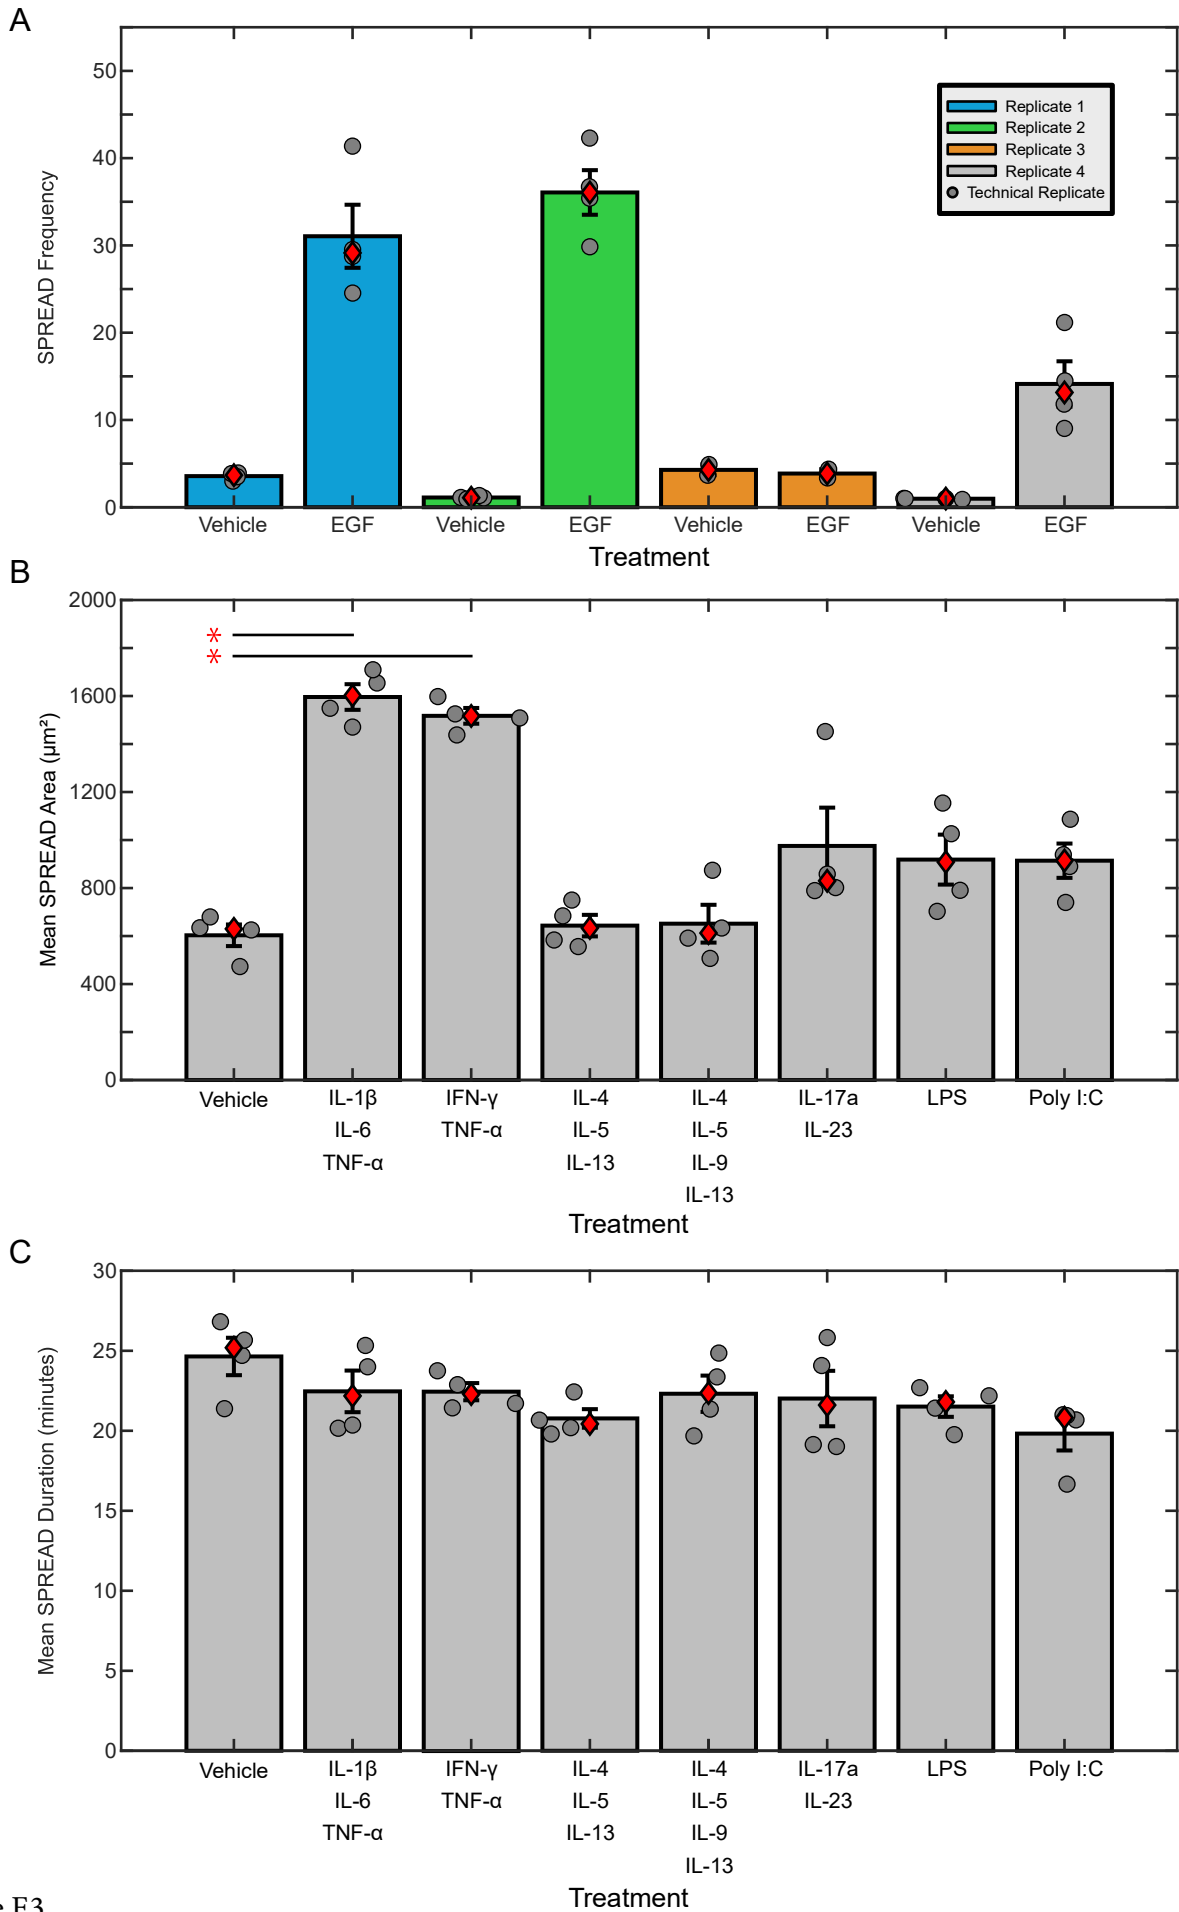 A
SPREAD Frequency
50
40
30
20
10
0
Replicate 1
Replicate 2
Replicate 3
Replicate 4
Technical Replicate
Vehicle EGF Vehicle EGF Vehicle EGF Vehicle EGF
Treatment
B
Mean SPREAD Area (μm²)
2000
1600
1200
800
400
0
* 
*
Vehicle IL-1β IFN-γ IL-4 IL-4 IL-17a LPS Poly I:C
IL-6 TNF-α IL-5 IL-5 IL-23
TNF-α IL-13 IL-9
IL-13
Treatment
C
Mean SPREAD Duration (minutes)
30
25
20
15
10
5
0
Vehicle IL-1β IFN-γ IL-4 IL-4 IL-17a LPS Poly I:C
IL-6 TNF-α IL-5 IL-5 IL-23
TNF-α IL-13 IL-9
IL-13
Treatment
E3